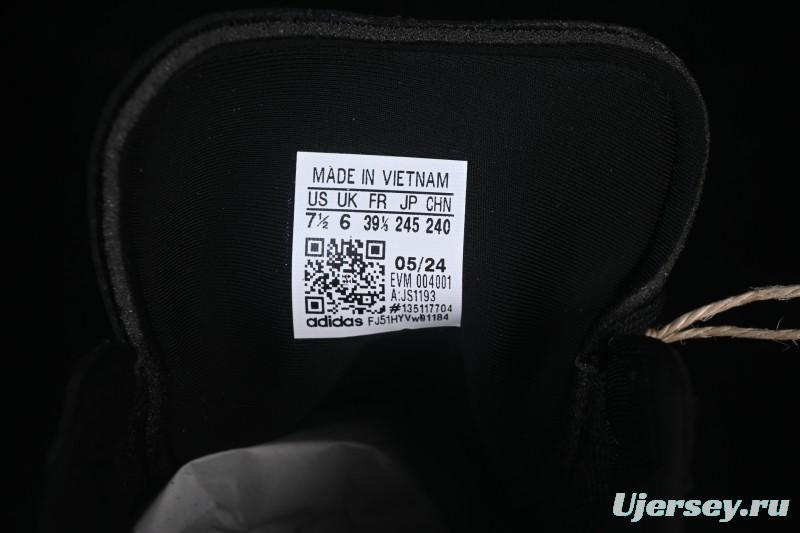 MADE IN VIETNAM
US UK FR JP CHN
7½ 6 39⅓ 245 240
05/24
EVM 004001
A:JS1193
#135117704
adidas FJ51HYVw91184
Ujersey.ru